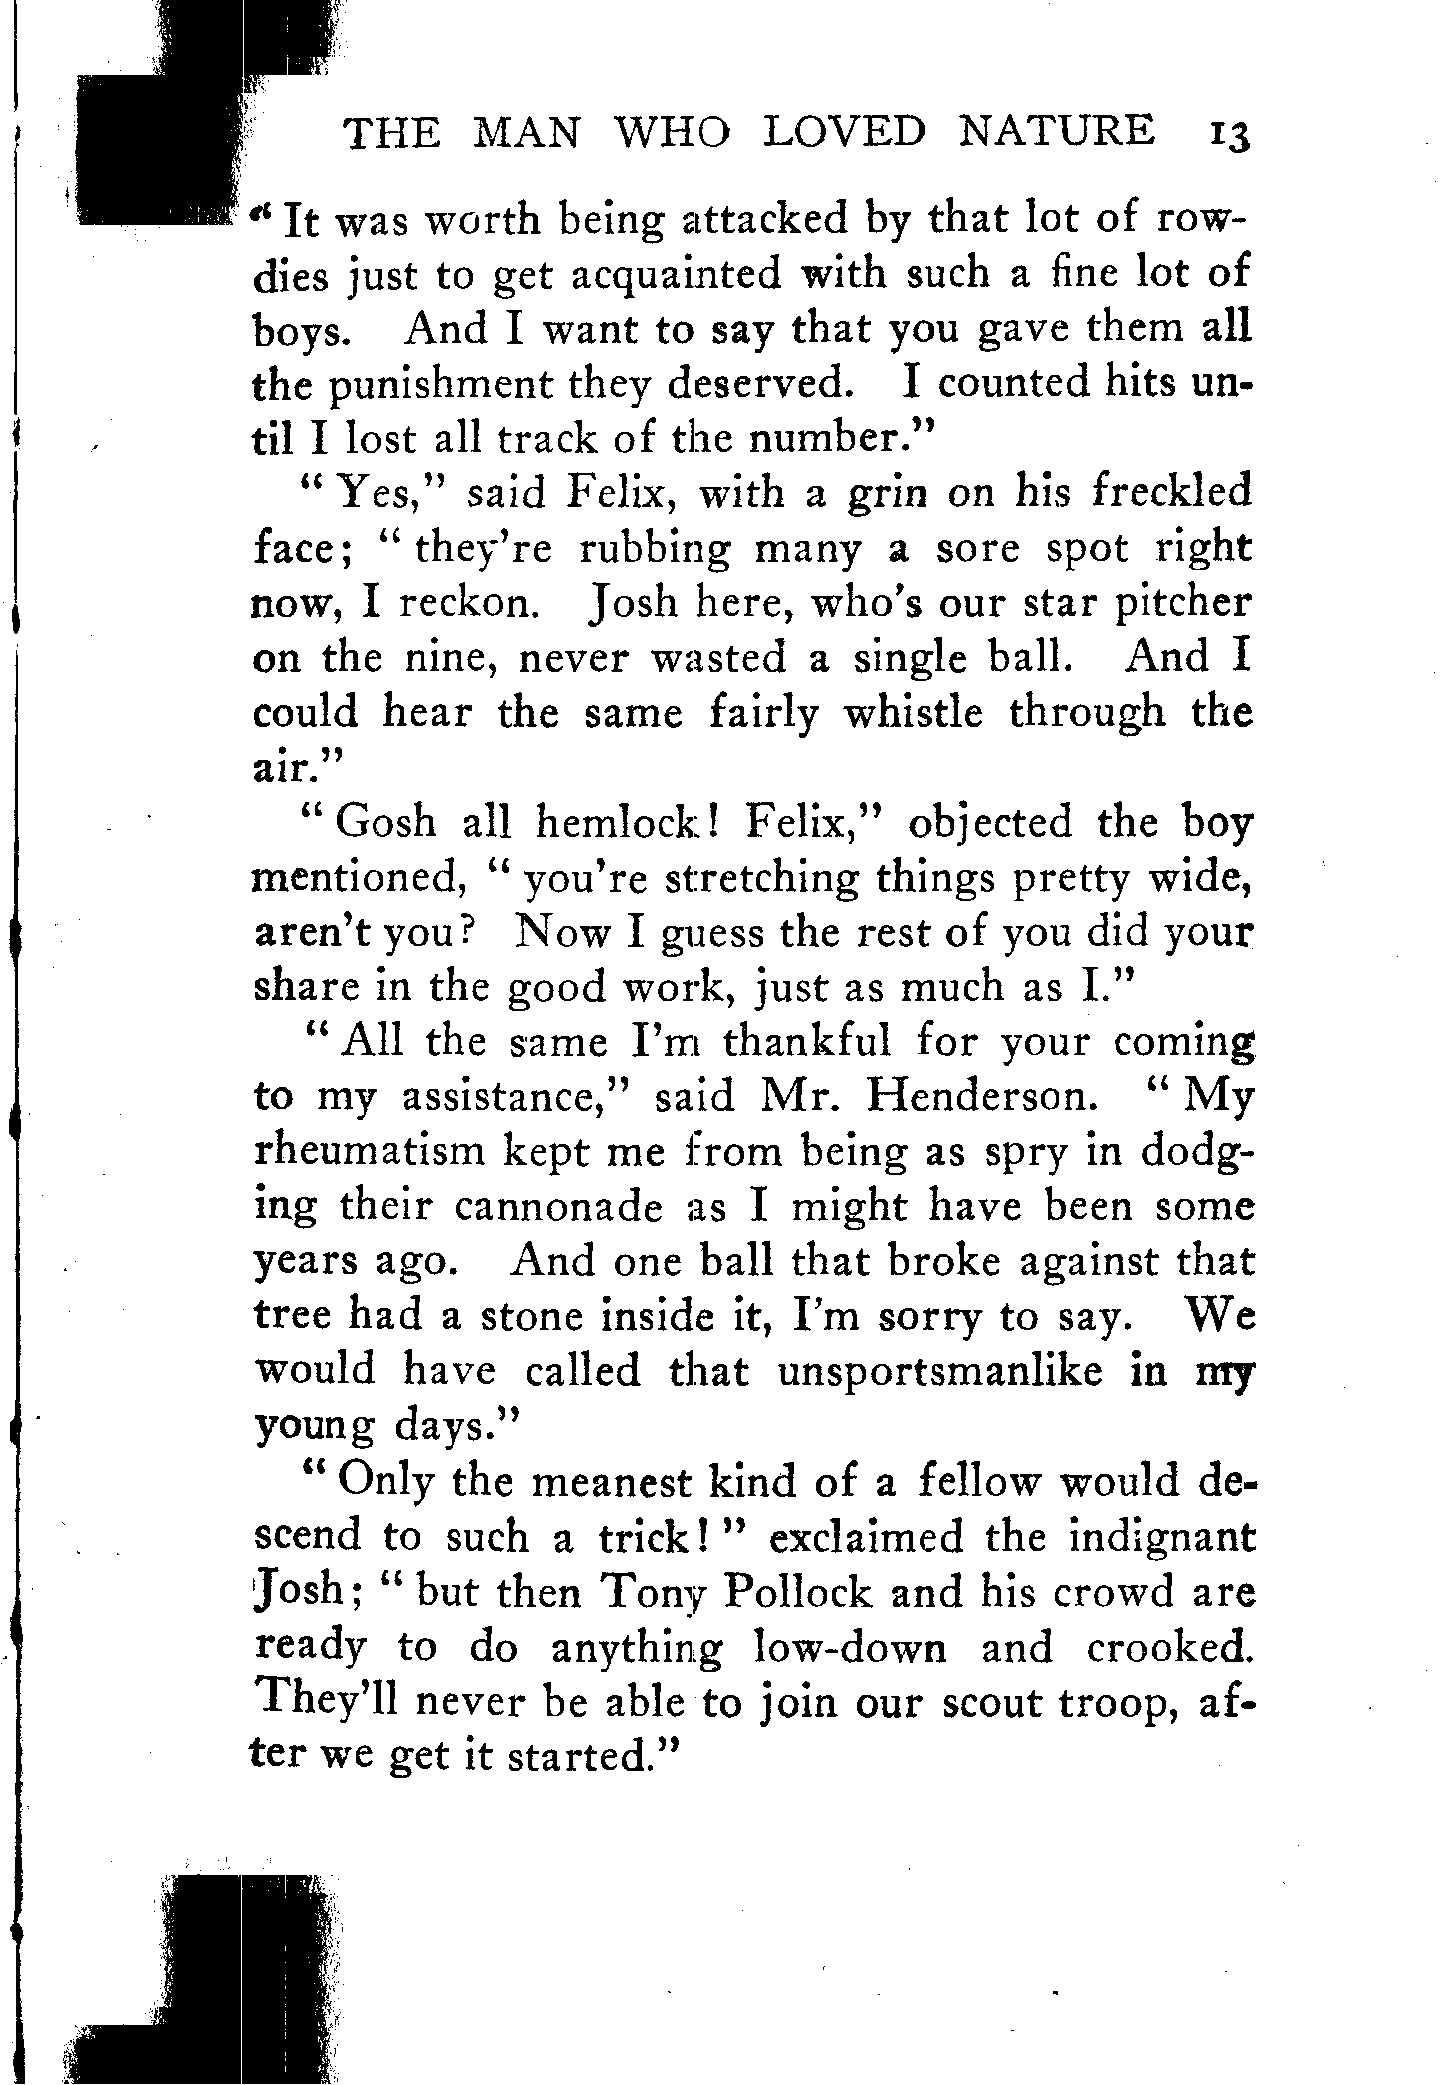 THE MAN WHO LOVED NATURE 13
“ It was worth being attacked by that lot of row-
dies just to get acquainted with such a fine lot of
boys. And I want to say that you gave them all
the punishment they deserved. I counted hits un-
til I lost all track of the number.”
“ Yes,” said Felix, with a grin on his freckled
face; “ they’re rubbing many a sore spot right
now, I reckon. Josh here, who’s our star pitcher
on the nine, never wasted a single ball. And I
could hear the same fairly whistle through the
air.”
“ Gosh all hemlock! Felix,” objected the boy
mentioned, “ you’re stretching things pretty wide,
aren’t you? Now I guess the rest of you did your
share in the good work, just as much as I.”
“ All the same I’m thankful for your coming
to my assistance,” said Mr. Henderson. “ My
rheumatism kept me from being as spry in dodg-
ing their cannonade as I might have been some
years ago. And one ball that broke against that
tree had a stone inside it, I’m sorry to say. We
would have called that unsportsmanlike in my
young days.”
“ Only the meanest kind of a fellow would de-
scend to such a trick! ” exclaimed the indignant
Josh; “ but then Tony Pollock and his crowd are
ready to do anything low-down and crooked.
They’ll never be able to join our scout troop, af-
ter we get it started.”